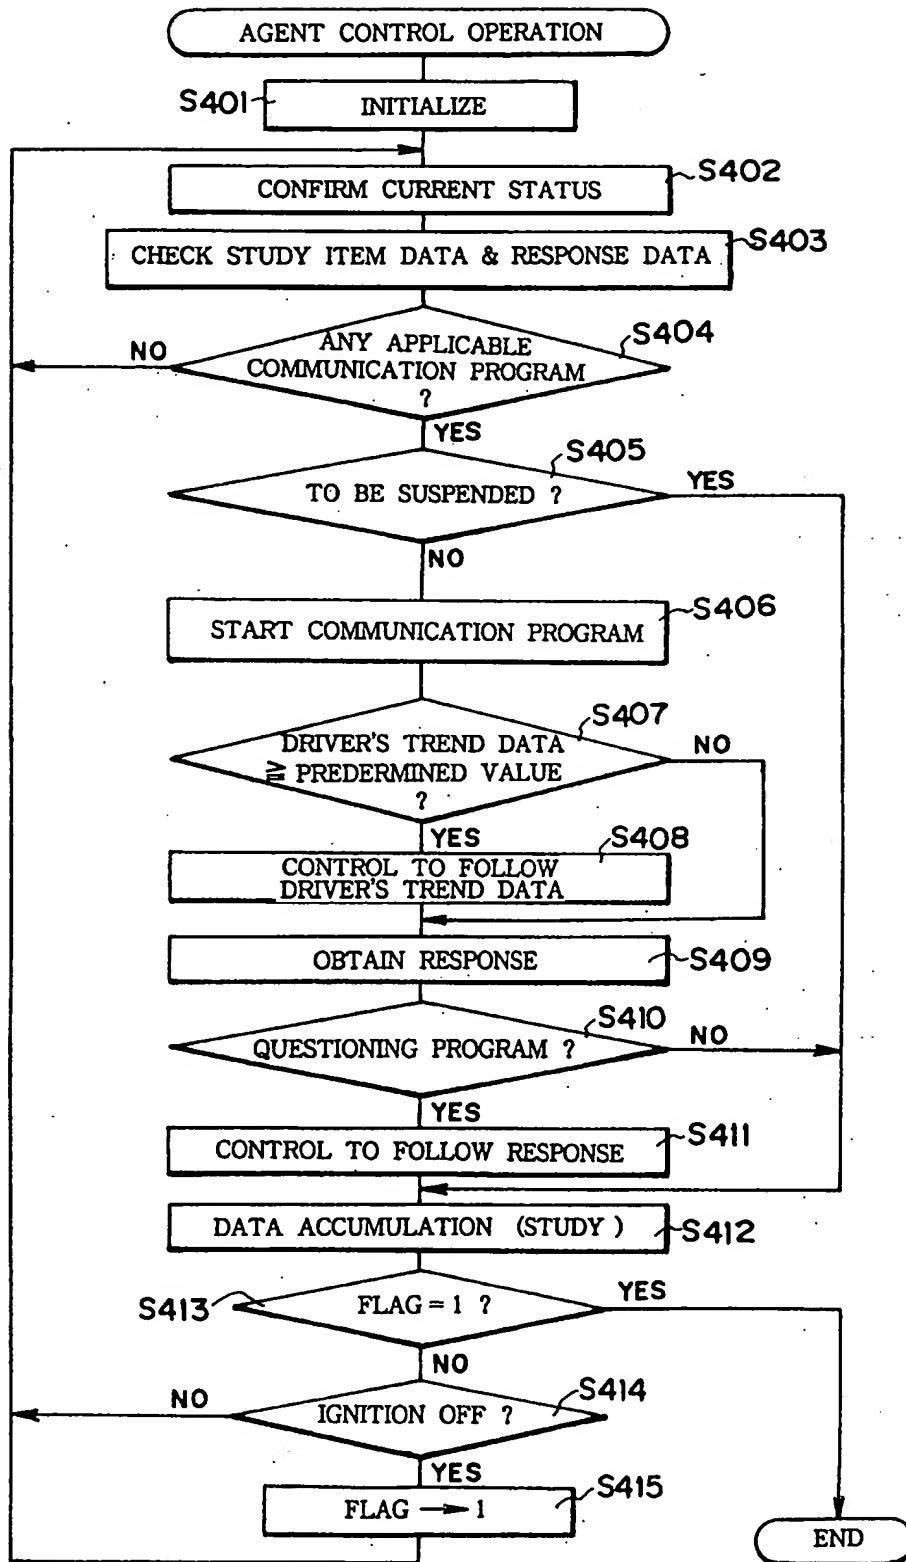 AGENT CONTROL OPERATION
S401
INITIALIZE
CONFIRM CURRENT STATUS
S402
CHECK STUDY ITEM DATA & RESPONSE DATA
S403
NO
ANY APPLICABLE
COMMUNICATION PROGRAM
?
S404
YES
S405
TO BE SUSPENDED ?
YES
NO
START COMMUNICATION PROGRAM
S406
S407
DRIVER'S TREND DATA
≧ PREDERMINED VALUE
?
NO
YES
S408
CONTROL TO FOLLOW
DRIVER'S TREND DATA
OBTAIN RESPONSE
S409
S410
QUESTIONING PROGRAM ?
NO
YES
CONTROL TO FOLLOW RESPONSE
S411
DATA ACCUMULATION (STUDY)
S412
S413
FLAG = 1 ?
YES
NO
S414
NO
IGNITION OFF ?
YES
S415
FLAG → 1
END